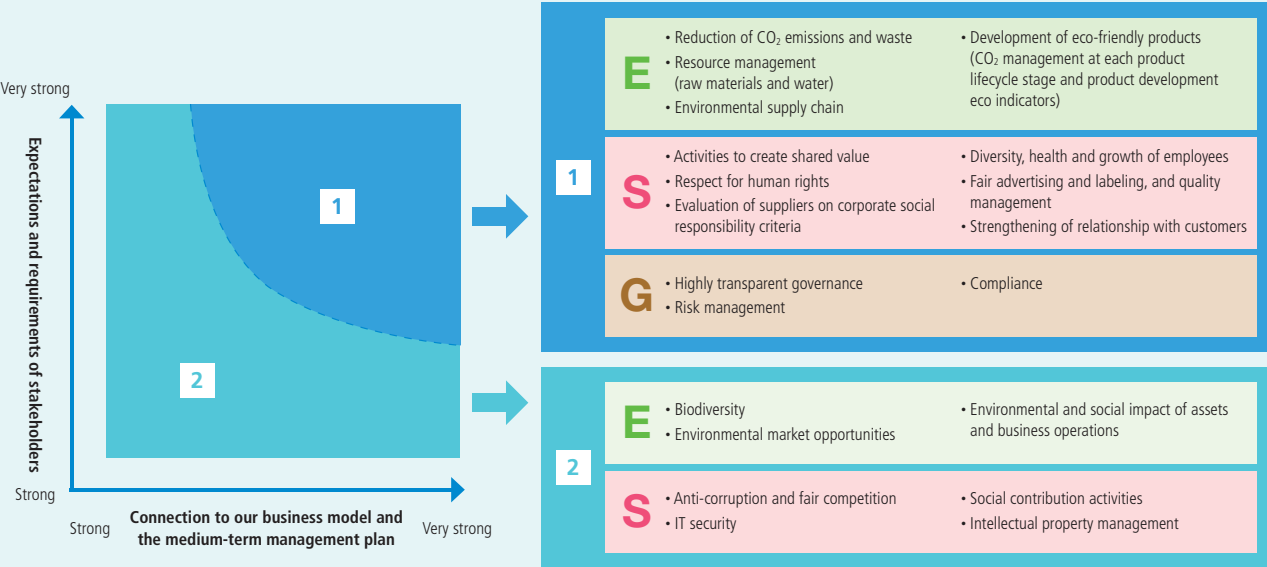 Very strong
Expectations and requirements of stakeholders
Strong
1
2
Strong
Connection to our business model and
the medium-term management plan
Very strong
1
E
• Reduction of CO₂ emissions and waste
• Resource management
(raw materials and water)
• Environmental supply chain
• Development of eco-friendly products
(CO₂ management at each product
lifecycle stage and product development
eco indicators)
S
• Activities to create shared value
• Respect for human rights
• Evaluation of suppliers on corporate social
responsibility criteria
• Diversity, health and growth of employees
• Fair advertising and labeling, and quality
management
• Strengthening of relationship with customers
G
• Highly transparent governance
• Risk management
• Compliance
2
E
• Biodiversity
• Environmental market opportunities
• Environmental and social impact of assets
and business operations
S
• Anti-corruption and fair competition
• IT security
• Social contribution activities
• Intellectual property management